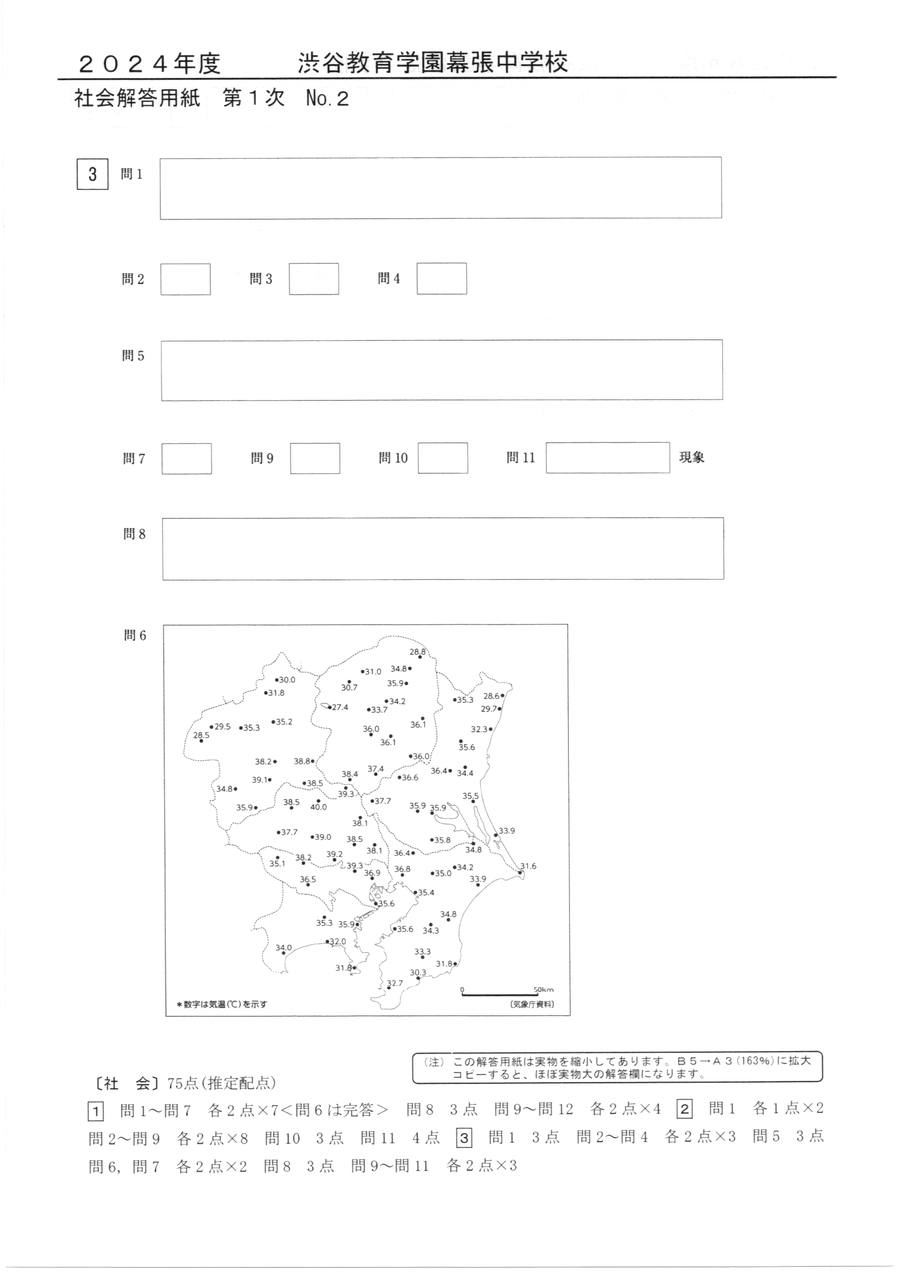 2024年度 渋谷教育学園幕張中学校
社会解答用紙 第1次 No.2
3 問1
問2 問3 問4
問5
問7 問9 問10 問11 現象
問8
問6
28.8
31.0 34.8
30.0 30.7 35.9
31.8 35.3 28.6
27.4 33.7 34.2 29.7
29.5 35.3 35.2 36.1 32.3
28.5 36.0 36.1 35.6
38.2 38.8 36.0
39.1 38.4 37.4 36.6 36.4 34.4
34.8 38.5 39.3
35.9 38.5 40.0 37.7 35.9 35.9 35.5
38.1
37.7 39.0 38.5 38.1 35.8 33.9
34.8
35.1 38.2 39.2 36.4
39.3 36.9 36.8 35.0 34.2 31.6
36.5 33.9
35.4
35.6
35.3 35.9 35.6 34.3 34.8
34.0 32.0
33.3
31.8 31.8
30.3
32.7
0 50km
*数字は気温(℃)を示す 〔気象庁資料〕
(注) この解答用紙は実物を縮小してあります。B5→A3(163%)に拡大
コピーすると、ほぼ実物大の解答欄になります。
〔社 会〕75点(推定配点)
1 問1〜問7 各2点×7<問6は完答> 問8 3点 問9〜問12 各2点×4 2 問1 各1点×2
問2〜問9 各2点×8 問10 3点 問11 4点 3 問1 3点 問2〜問4 各2点×3 問5 3点
問6,問7 各2点×2 問8 3点 問9〜問11 各2点×3